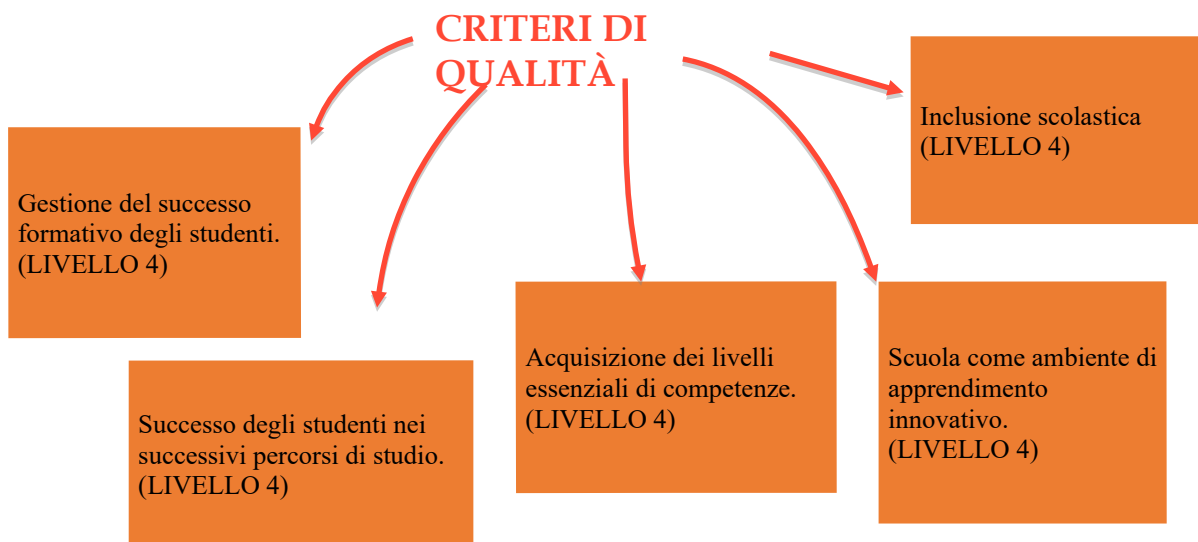 CRITERI DI
QUALITÀ
Inclusione scolastica
(LIVELLO 4)
Gestione del successo
formativo degli studenti.
(LIVELLO 4)
Successo degli studenti nei
successivi percorsi di studio.
(LIVELLO 4)
Acquisizione dei livelli
essenziali di competenze.
(LIVELLO 4)
Scuola come ambiente di
apprendimento
innovativo.
(LIVELLO 4)